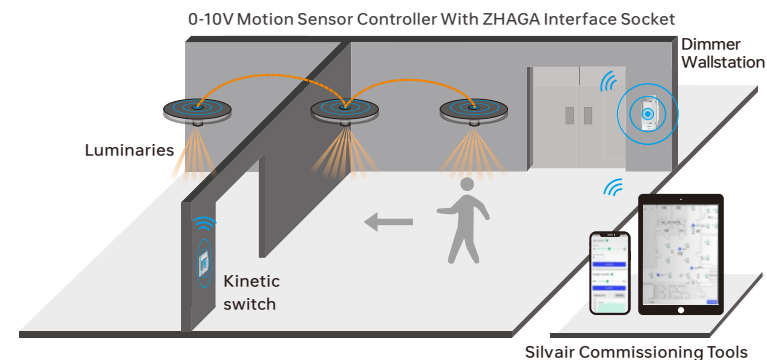 0-10V Motion Sensor Controller With ZHAGA Interface Socket
Dimmer
Wallstation
Luminaries
Kinetic
switch
Silvair Commissioning Tools